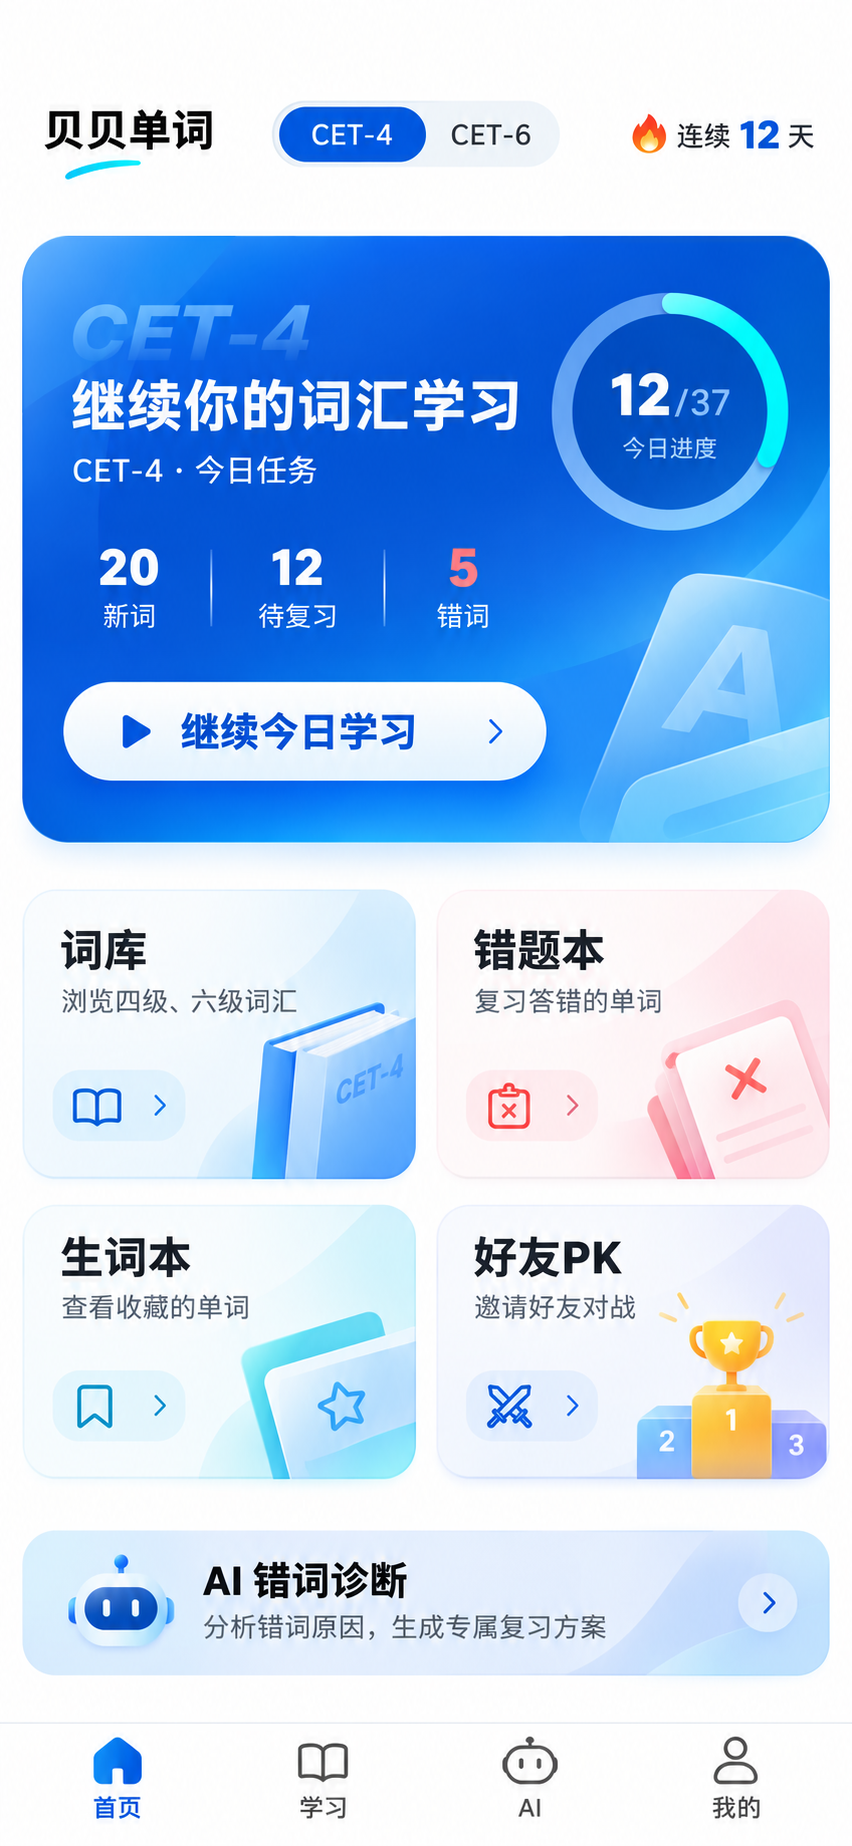 贝贝单词
CET-4
CET-6
连续 12 天
CET-4
继续你的词汇学习
CET-4 · 今日任务
12/37
今日进度
20
新词
12
待复习
5
错词
继续今日学习
A
词库
浏览四级、六级词汇
CET-4
错题本
复习答错的单词
生词本
查看收藏的单词
好友PK
邀请好友对战
1
2
3
AI 错词诊断
分析错词原因，生成专属复习方案
首页
学习
AI
我的